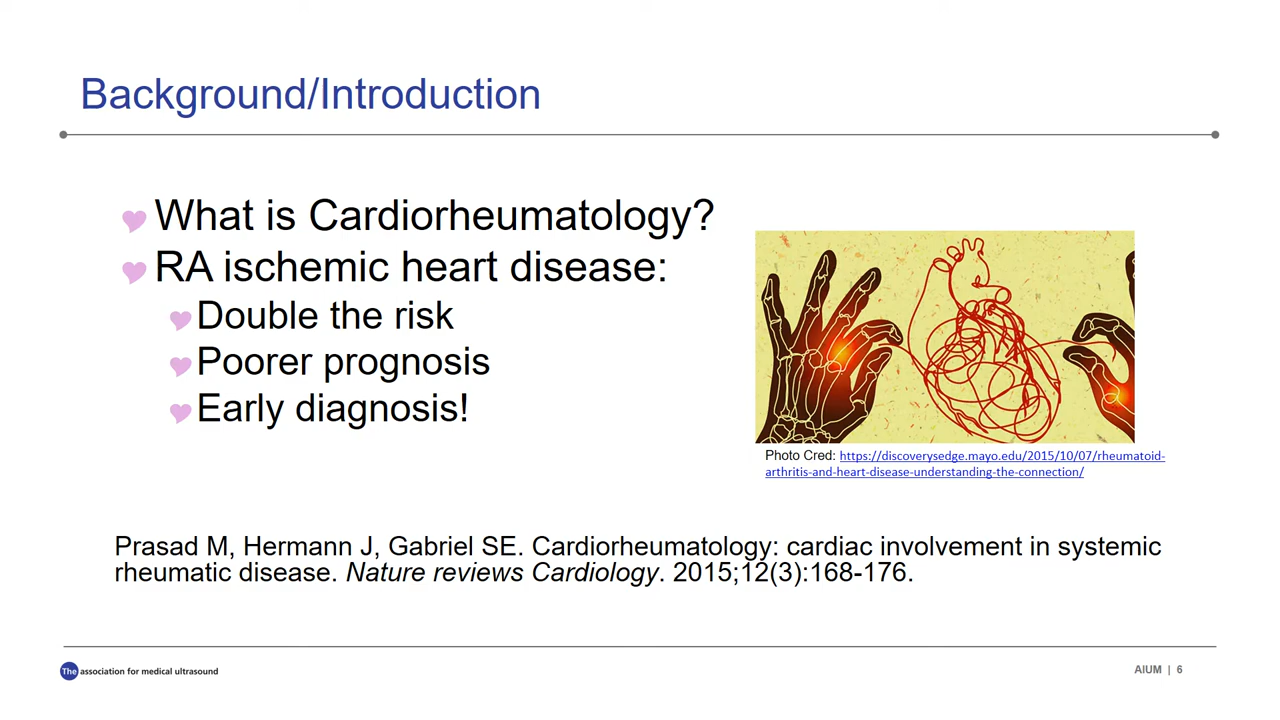 Background/Introduction
What is Cardiorheumatology?
RA ischemic heart disease:
Double the risk
Poorer prognosis
Early diagnosis!
Photo Cred: https://discoverysedge.mayo.edu/2015/10/07/rheumatoid-
arthritis-and-heart-disease-understanding-the-connection/
Prasad M, Hermann J, Gabriel SE. Cardiorheumatology: cardiac involvement in systemic
rheumatic disease. Nature reviews Cardiology. 2015;12(3):168-176.
The association for medical ultrasound
AIUM | 6